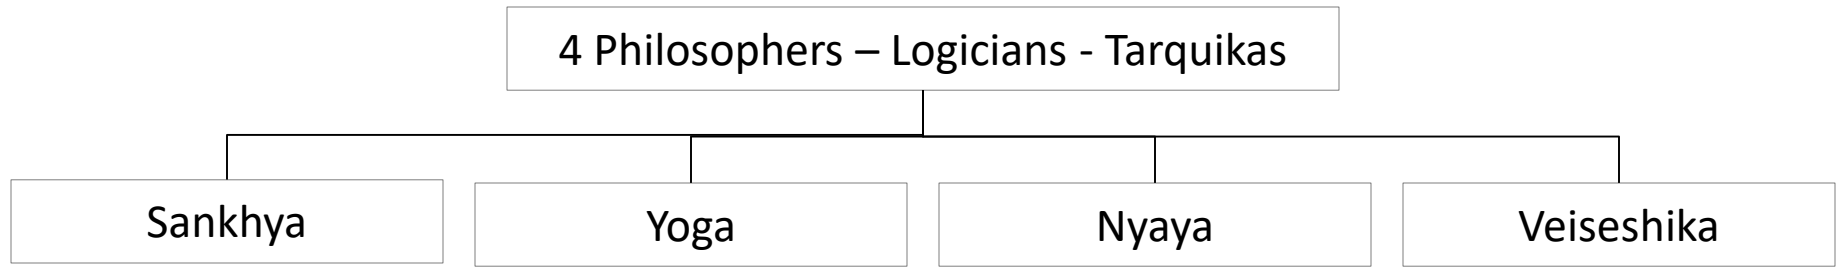 4 Philosophers – Logicians - Tarquikas
Sankhya
Yoga
Nyaya
Veiseshika